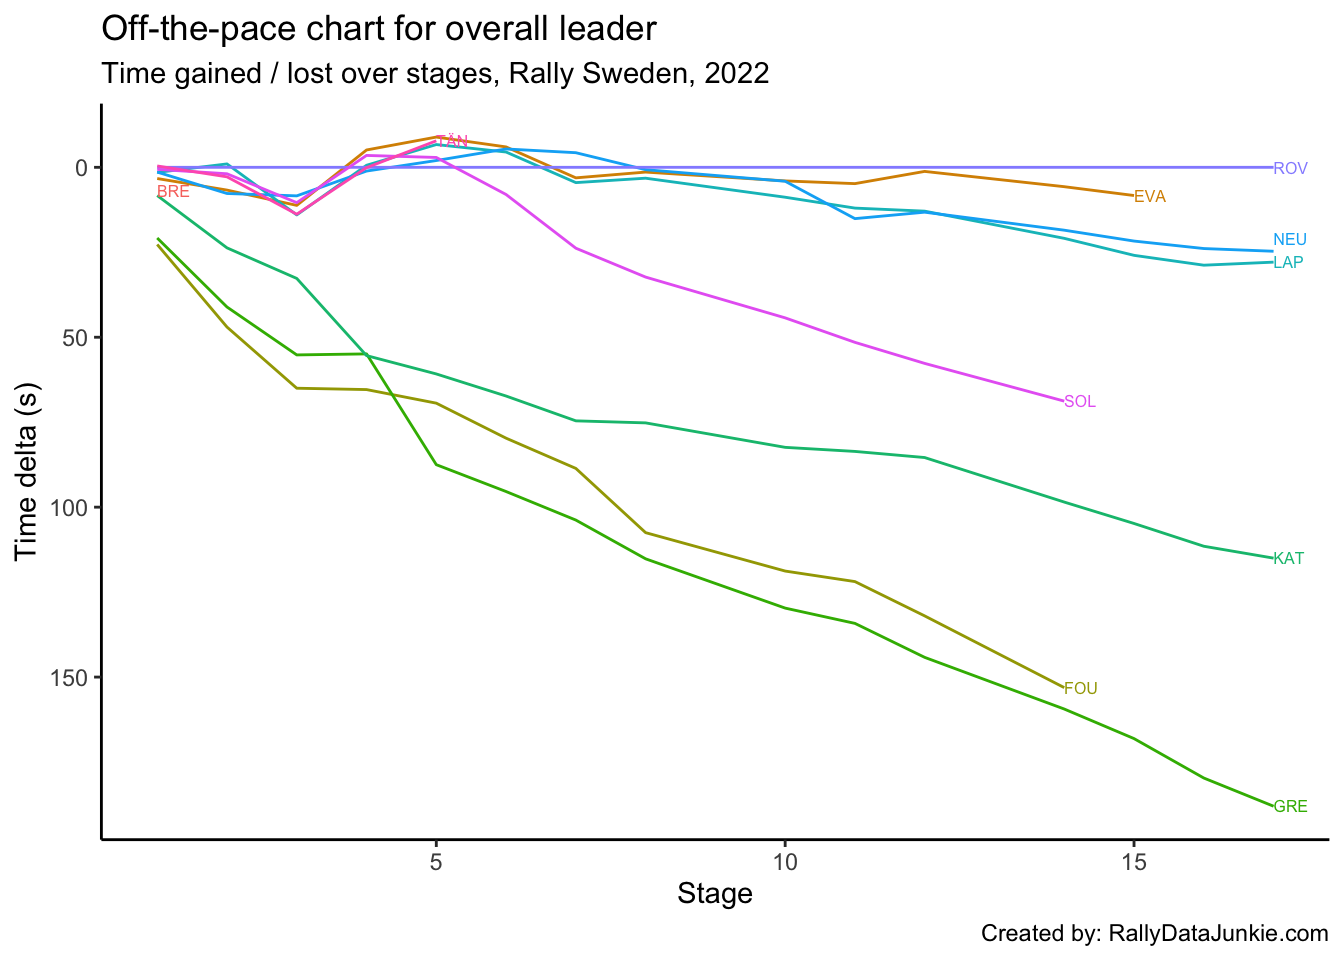 Off-the-pace chart for overall leader
Time gained / lost over stages, Rally Sweden, 2022
Time delta (s)
0
50
100
150
TÄN
BRE
ROV
EVA
NEU
LAP
SOL
KAT
FOU
GRE
5
10
15
Stage
Created by: RallyDataJunkie.com